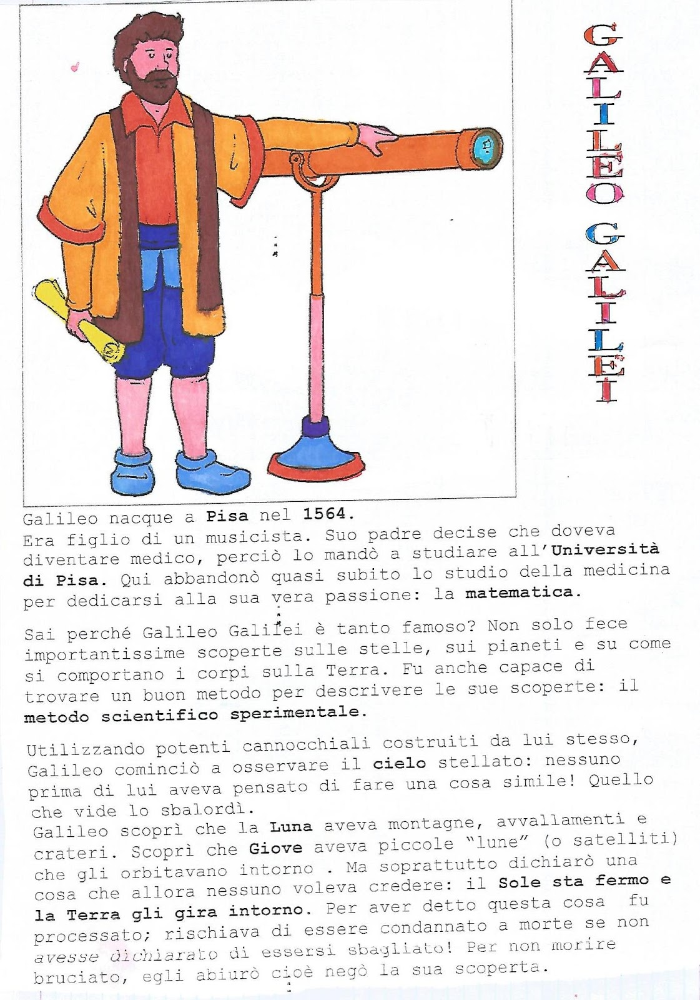 GALILEO GALILEI
Galileo nacque a Pisa nel 1564.
Era figlio di un musicista. Suo padre decise che doveva
diventare medico, perciò lo mandò a studiare all'Università
di Pisa. Qui abbandonò quasi subito lo studio della medicina
per dedicarsi alla sua vera passione: la matematica.
Sai perché Galileo Galilei è tanto famoso? Non solo fece
importantissime scoperte sulle stelle, sui pianeti e su come
si comportano i corpi sulla Terra. Fu anche capace di
trovare un buon metodo per descrivere le sue scoperte: il
metodo scientifico sperimentale.
Utilizzando potenti cannocchiali costruiti da lui stesso,
Galileo cominciò a osservare il cielo stellato: nessuno
prima di lui aveva pensato di fare una cosa simile! Quello
che vide lo sbalordì.
Galileo scoprì che la Luna aveva montagne, avvallamenti e
crateri. Scoprì che Giove aveva piccole "lune" (o satelliti)
che gli orbitavano intorno . Ma soprattutto dichiarò una
cosa che allora nessuno voleva credere: il Sole sta fermo e
la Terra gli gira intorno. Per aver detto questa cosa fu
processato; rischiava di essere condannato a morte se non
avesse dichiarato di essersi sbagliato! Per non morire
bruciato, egli abiurò cioè negò la sua scoperta.